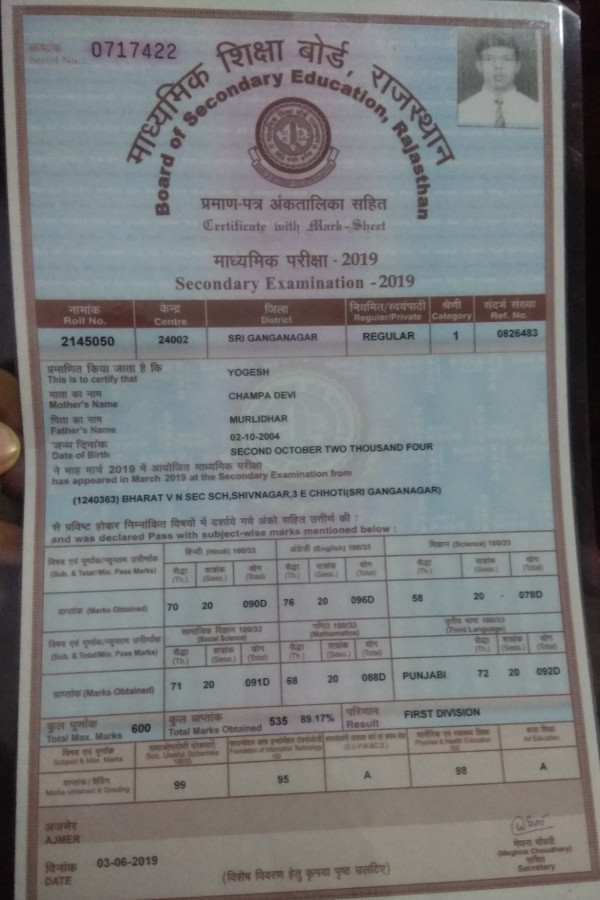 क्रमांक
Serial No. 0717422
माध्यमिक शिक्षा बोर्ड, राजस्थान
Board of Secondary Education, Rajasthan
प्रमाण-पत्र अंकतालिका सहित
Certificate with Mark-Sheet
माध्यमिक परीक्षा - 2019
Secondary Examination - 2019
नामांक केन्द्र जिला नियमित/स्वयंपाठी श्रेणी संदर्भ संख्या
Roll No. Centre District Regular/Private Category Ref. No.
2145050 24002 SRI GANGANAGAR REGULAR 1 0826483
प्रमाणित किया जाता है कि
This is to certify that YOGESH
माता का नाम
Mother's Name CHAMPA DEVI
पिता का नाम
Father's Name MURLIDHAR
जन्म दिनांक 02-10-2004
Date of Birth SECOND OCTOBER TWO THOUSAND FOUR
ने माह मार्च 2019 में आयोजित माध्यमिक परीक्षा
has appeared in March 2019 at the Secondary Examination from
(1240363) BHARAT V N SEC SCH,SHIVNAGAR,3 E CHHOTI(SRI GANGANAGAR)
से प्रविष्ट होकर निम्नांकित विषयों में दर्शाये गये अंको सहित उत्तीर्ण की :
and was declared Pass with subject-wise marks mentioned below :
हिन्दी (Hindi) 100/33 अंग्रेजी (English) 100/33 विज्ञान (Science) 100/33
विषय एवं पूर्णांक/न्यूनतम उत्तीर्णांक सैद्धा सत्रांक योग सैद्धा सत्रांक योग सैद्धा सत्रांक योग
(Sub. & Total/Min. Pass Marks) (Th.) (Sess.) (Total) (Th.) (Sess.) (Total) (Th.) (Sess.) (Total)
प्राप्तांक (Marks Obtained) 70 20 090D 76 20 096D 58 20 078D
सामाजिक विज्ञान 100/33 गणित 100/33 तृतीय भाषा 100/33
(Social Science) (Mathematics) (Third Language)
विषय एवं पूर्णांक/न्यूनतम उत्तीर्णांक सैद्धा सत्रांक योग सैद्धा सत्रांक योग सैद्धा सत्रांक योग
(Sub. & Total/Min. Pass Marks) (Th.) (Sess.) (Total) (Th.) (Sess.) (Total) (Th.) (Sess.) (Total)
प्राप्तांक (Marks Obtained) 71 20 091D 68 20 088D PUNJABI 72 20 092D
कुल पूर्णांक कुल प्राप्तांक परिणाम
Total Max. Marks 600 Total Marks Obtained 535 89.17% Result FIRST DIVISION
विषय एवं पूर्णांक
Subject & Max. Marks Foundation of Information Technology Physical & Health Education Art Education
प्राप्तांक/ग्रेडिंग
Marks obtained & Grading 99 95 A 98 A
अजमेर
AJMER
मेघना चौधरी
(Meghna Choudhary)
सचिव
Secretary
दिनांक
DATE 03-06-2019
(विशेष विवरण हेतु कृपया पृष्ठ उलटिए)